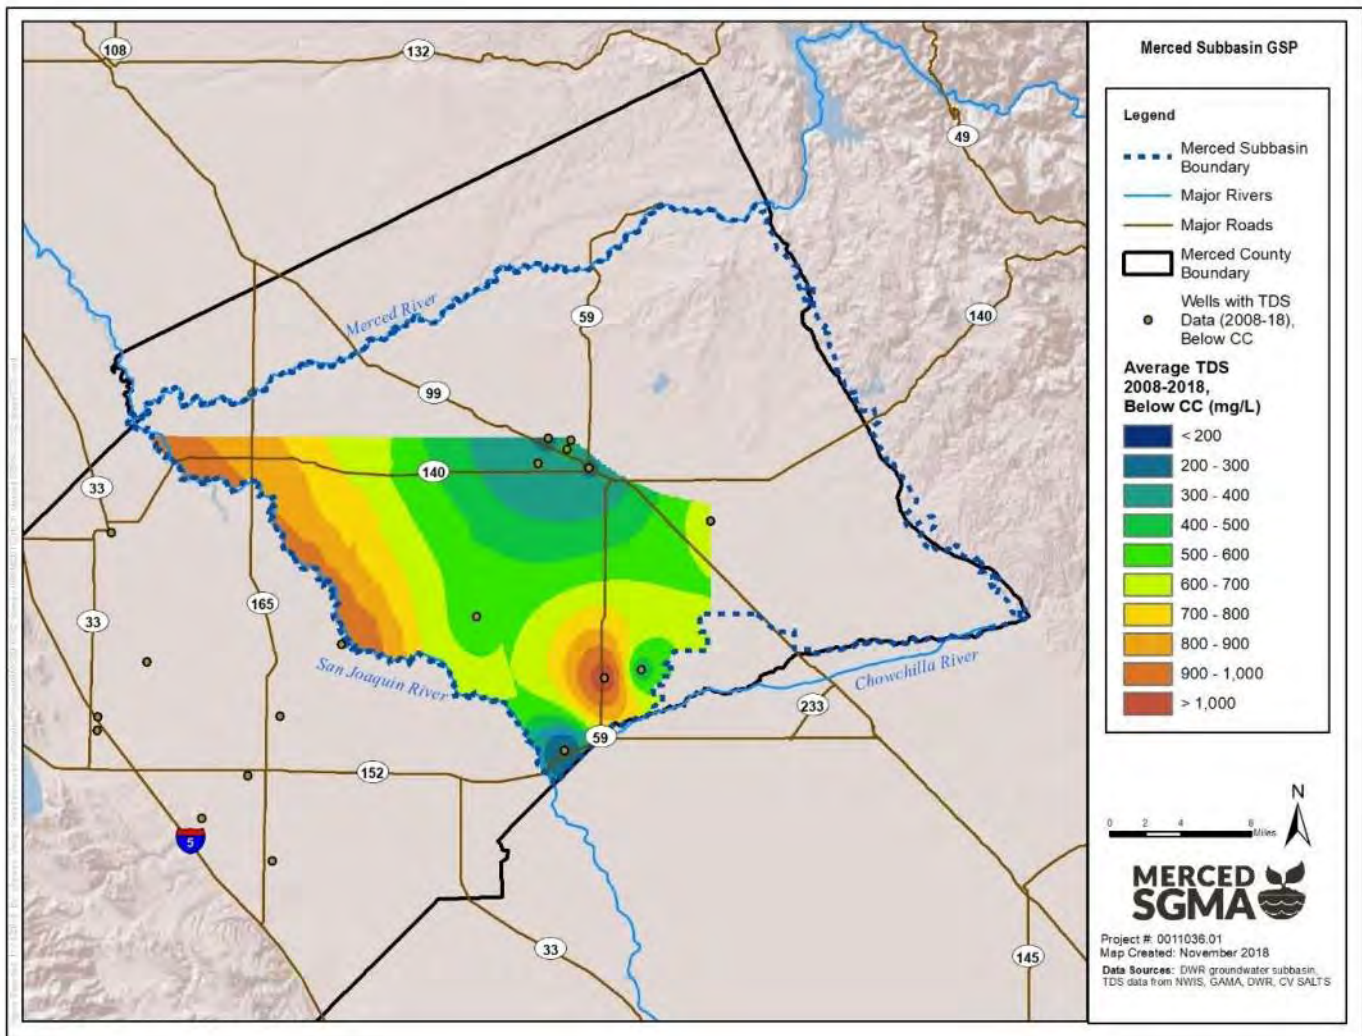 Merced Subbasin GSP
Legend
Merced Subbasin
Boundary
Major Rivers
Major Roads
Merced County
Boundary
Wells with TDS
Data (2008-18),
Below CC
Average TDS
2008-2018,
Below CC (mg/L)
< 200
200 - 300
300 - 400
400 - 500
500 - 600
600 - 700
700 - 800
800 - 900
900 - 1,000
> 1,000
108
132
49
140
59
Merced River
99
140
33
165
33
San Joaquin River
Chowchilla River
233
59
152
5
33
145
N
0 2 4 8
Miles
MERCED
SGMA
Project #: 0011036.01
Map Created: November 2018
Data Sources: DWR groundwater subbasin,
TDS data from NWIS, GAMA, DWR, CV SALTS